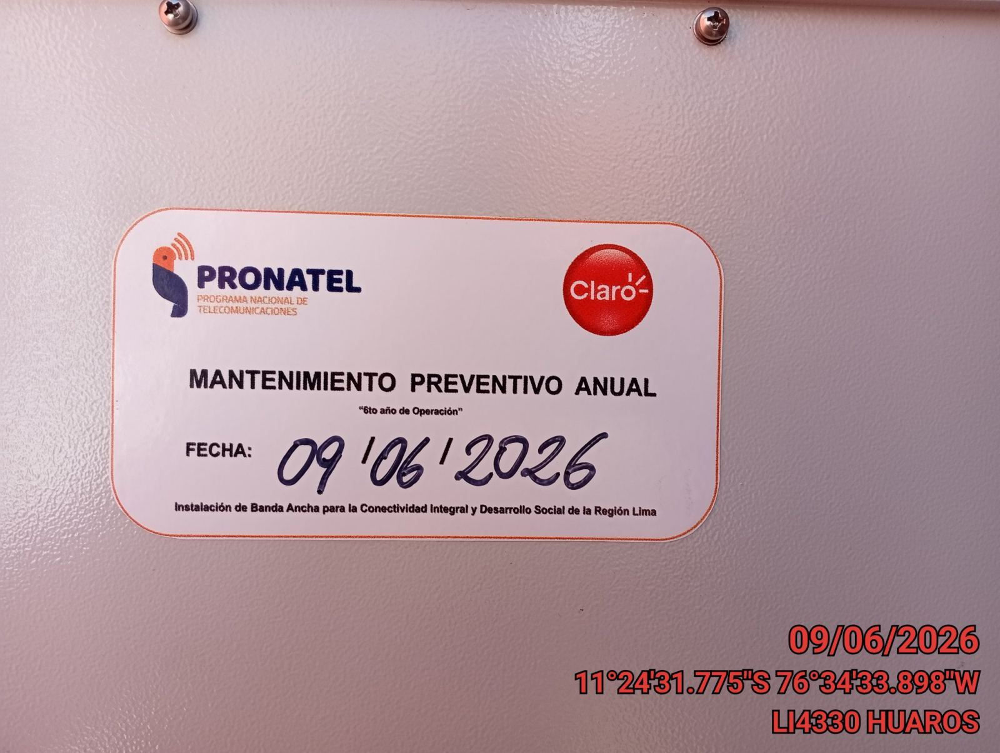 PRONATEL
PROGRAMA NACIONAL DE
TELECOMUNICACIONES
Claro
MANTENIMIENTO PREVENTIVO ANUAL
"6to año de Operación"
FECHA: 09/06/2026
Instalación de Banda Ancha para la Conectividad Integral y Desarrollo Social de la Región Lima
09/06/2026
11°24'31.775"S 76°34'33.898"W
LI4330 HUAROS